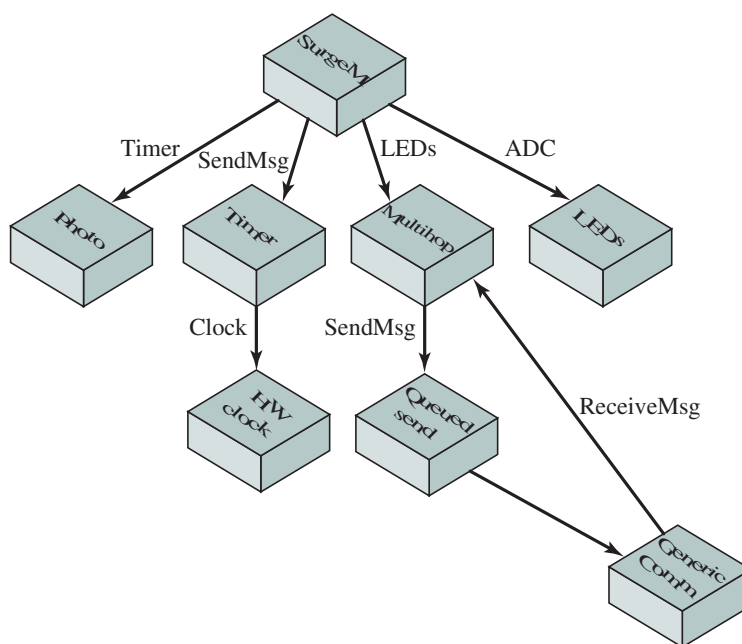 SurgeM
Timer
SendMsg
LEDs
ADC
Photo
Timer
Multihop
LEDs
Clock
SendMsg
HW
clock
Queued
send
ReceiveMsg
Generic
Comm